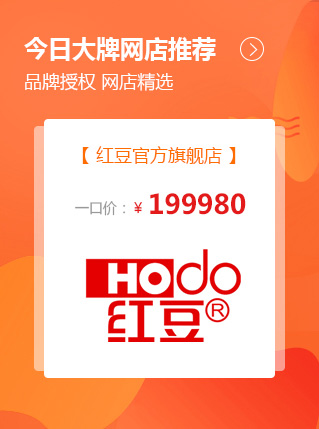 今日大牌网店推荐
品牌授权 网店精选
【 红豆官方旗舰店 】
一口价：¥ 199980
HOdo
红豆®